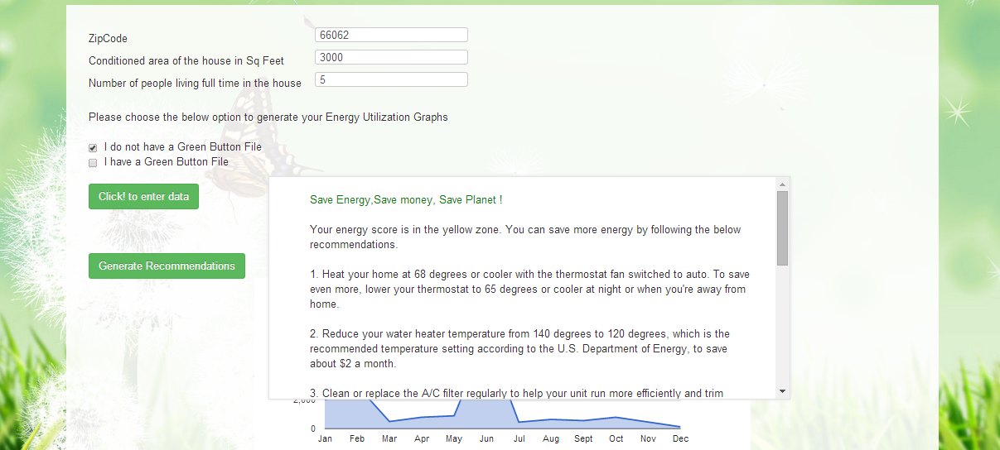 ZipCode 66062
Conditioned area of the house in Sq Feet 3000
Number of people living full time in the house 5
Please choose the below option to generate your Energy Utilization Graphs
I do not have a Green Button File
I have a Green Button File
Click! to enter data
Generate Recommendations
Save Energy,Save money, Save Planet !
Your energy score is in the yellow zone. You can save more energy by following the below
recommendations.
1. Heat your home at 68 degrees or cooler with the thermostat fan switched to auto. To save
even more, lower your thermostat to 65 degrees or cooler at night or when you're away from
home.
2. Reduce your water heater temperature from 140 degrees to 120 degrees, which is the
recommended temperature setting according to the U.S. Department of Energy, to save
about $2 a month.
3. Clean or replace the A/C filter regularly to help your unit run more efficiently and trim
2,000
0
Jan Feb Mar Apr May Jun Jul Aug Sept Oct Nov Dec